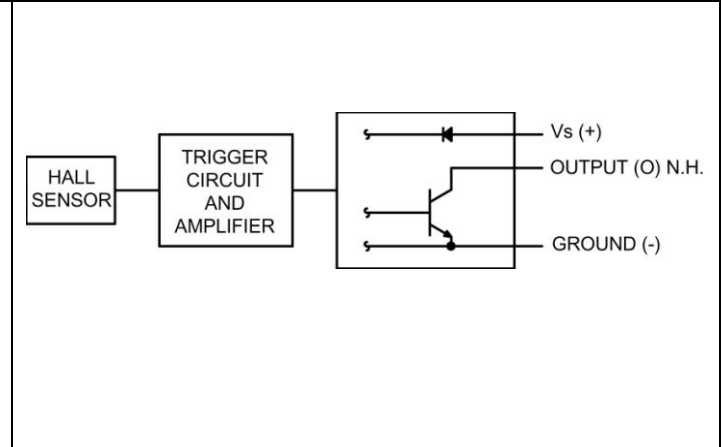 HALL
SENSOR
TRIGGER
CIRCUIT
AND
AMPLIFIER
Vs (+)
OUTPUT (O) N.H.
GROUND (-)